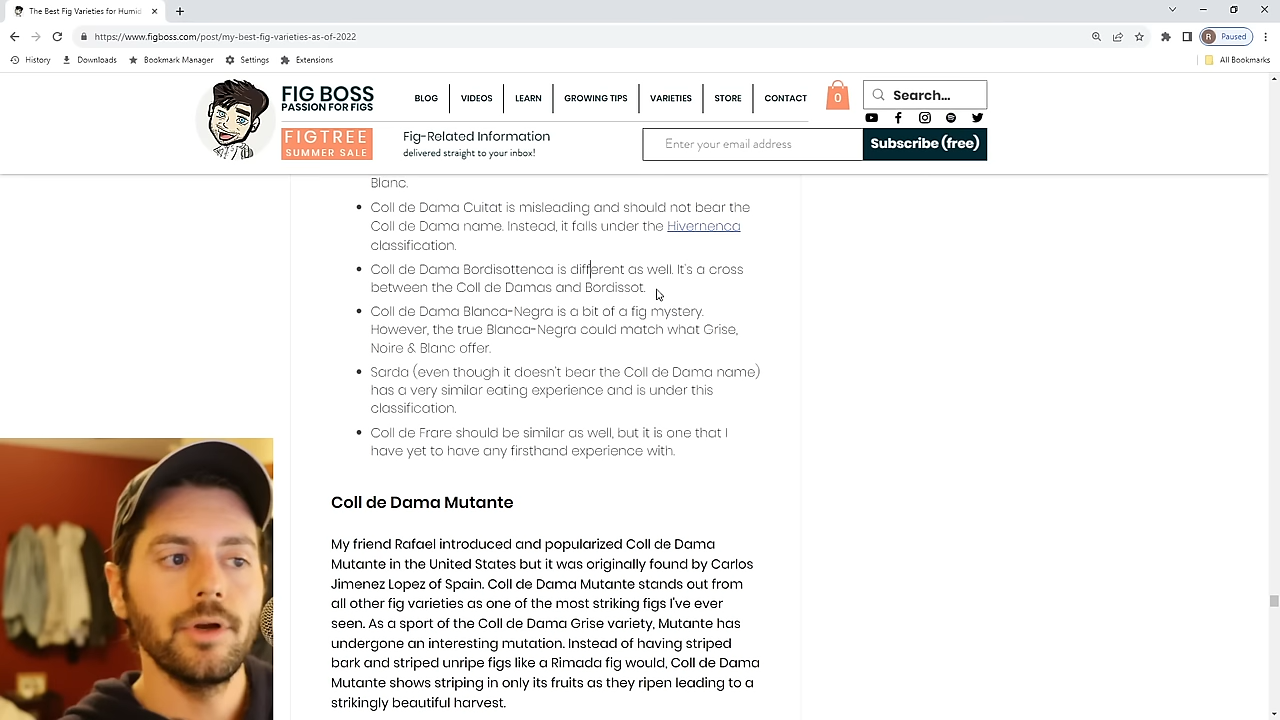 The Best Fig Varieties for Humid
https://www.figboss.com/post/my-best-fig-varieties-as-of-2022
R Paused
History Downloads Bookmark Manager Settings Extensions All Bookmarks
FIG BOSS
PASSION FOR FIGS
BLOG VIDEOS LEARN GROWING TIPS VARIETIES STORE CONTACT
0
Search...
FIGTREE
SUMMER SALE
Fig-Related Information
delivered straight to your inbox!
Enter your email address
Subscribe (free)
Blanc.
Coll de Dama Cuitat is misleading and should not bear the
Coll de Dama name. Instead, it falls under the Hivernenca
classification.
Coll de Dama Bordisottenca is different as well. It's a cross
between the Coll de Damas and Bordissot.
Coll de Dama Blanca-Negra is a bit of a fig mystery.
However, the true Blanca-Negra could match what Grise,
Noire & Blanc offer.
Sarda (even though it doesn't bear the Coll de Dama name)
has a very similar eating experience and is under this
classification.
Coll de Frare should be similar as well, but it is one that I
have yet to have any firsthand experience with.
Coll de Dama Mutante
My friend Rafael introduced and popularized Coll de Dama
Mutante in the United States but it was originally found by Carlos
Jimenez Lopez of Spain. Coll de Dama Mutante stands out from
all other fig varieties as one of the most striking figs I've ever
seen. As a sport of the Coll de Dama Grise variety, Mutante has
undergone an interesting mutation. Instead of having striped
bark and striped unripe figs like a Rimada fig would, Coll de Dama
Mutante shows striping in only its fruits as they ripen leading to a
strikingly beautiful harvest.